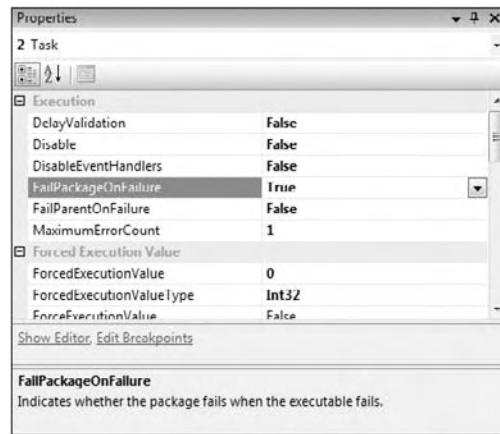 Properties
2 Task
Execution
DelayValidation False
Disable False
DisableEventHandlers False
FailPackageOnFailure True
FailParentOnFailure False
MaximumErrorCount 1
Forced Execution Value
ForcedExecutionValue 0
ForcedExecutionValueType Int32
ForceExecutionValue False
Show Editor, Edit Breakpoints
FailPackageOnFailure
Indicates whether the package fails when the executable fails.